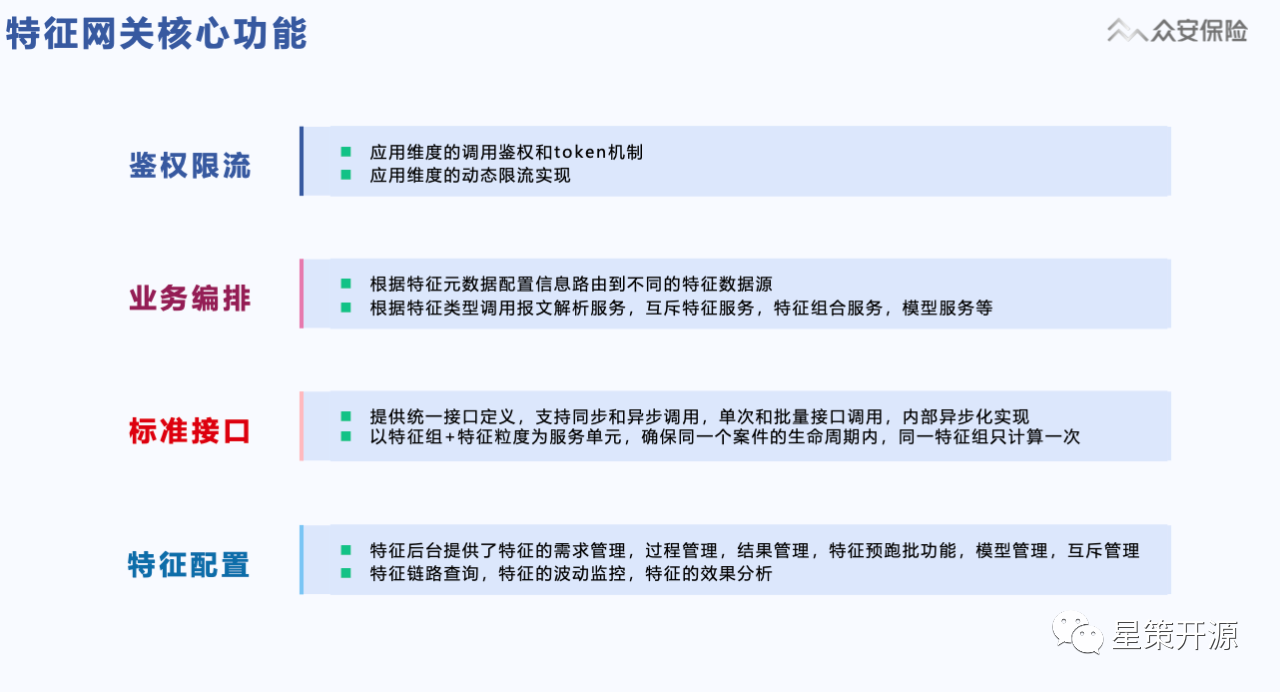 特征网关核心功能
众安保险
鉴权限流
应用维度的调用鉴权和token机制
应用维度的动态限流实现
业务编排
根据特征元数据配置信息路由到不同的特征数据源
根据特征类型调用报文解析服务，互斥特征服务，特征组合服务，模型服务等
标准接口
提供统一接口定义，支持同步和异步调用，单次和批量接口调用，内部异步化实现
以特征组+特征粒度为服务单元，确保同一个案件的生命周期内，同一特征组只计算一次
特征配置
特征后台提供了特征的需求管理，过程管理，结果管理，特征预跑批功能，模型管理，互斥管理
特征链路查询，特征的波动监控，特征的效果分析
星策开源